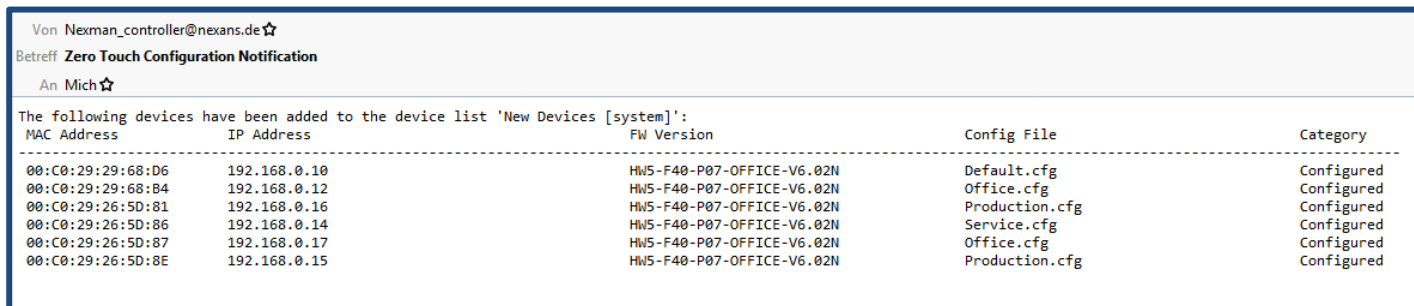 Von Nexman_controller@nexans.de
Betreff Zero Touch Configuration Notification
An Mich
The following devices have been added to the device list 'New Devices [system]':
MAC Address IP Address FW Version Config File Category
00:C0:29:29:68:D6 192.168.0.10 HW5-F40-P07-OFFICE-V6.02N Default.cfg Configured
00:C0:29:29:68:B4 192.168.0.12 HW5-F40-P07-OFFICE-V6.02N Office.cfg Configured
00:C0:29:26:5D:81 192.168.0.16 HW5-F40-P07-OFFICE-V6.02N Production.cfg Configured
00:C0:29:26:5D:86 192.168.0.14 HW5-F40-P07-OFFICE-V6.02N Service.cfg Configured
00:C0:29:26:5D:87 192.168.0.17 HW5-F40-P07-OFFICE-V6.02N Office.cfg Configured
00:C0:29:26:5D:8E 192.168.0.15 HW5-F40-P07-OFFICE-V6.02N Production.cfg Configured